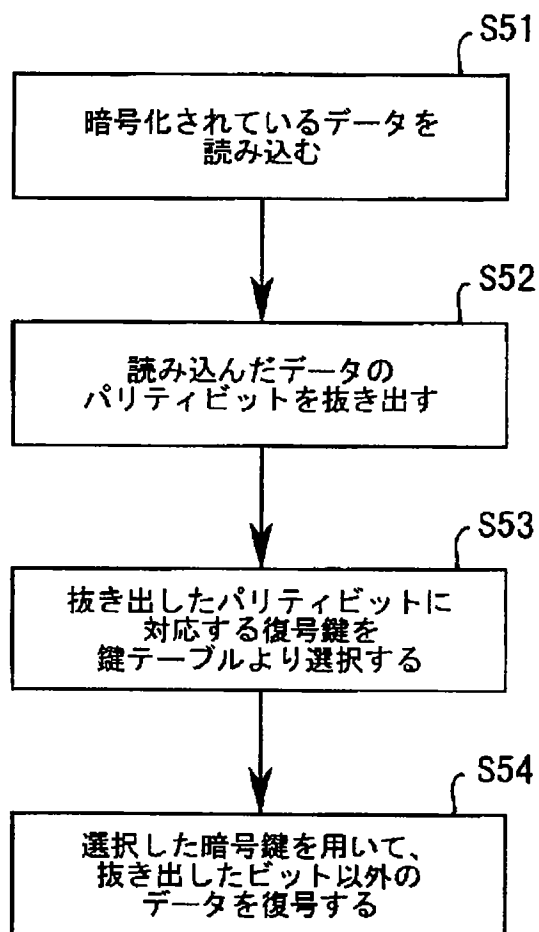 S51
暗号化されているデータを
読み込む
S52
読み込んだデータの
パリティビットを抜き出す
S53
抜き出したパリティビットに
対応する復号鍵を
鍵テーブルより選択する
S54
選択した暗号鍵を用いて、
抜き出したビット以外の
データを復号する